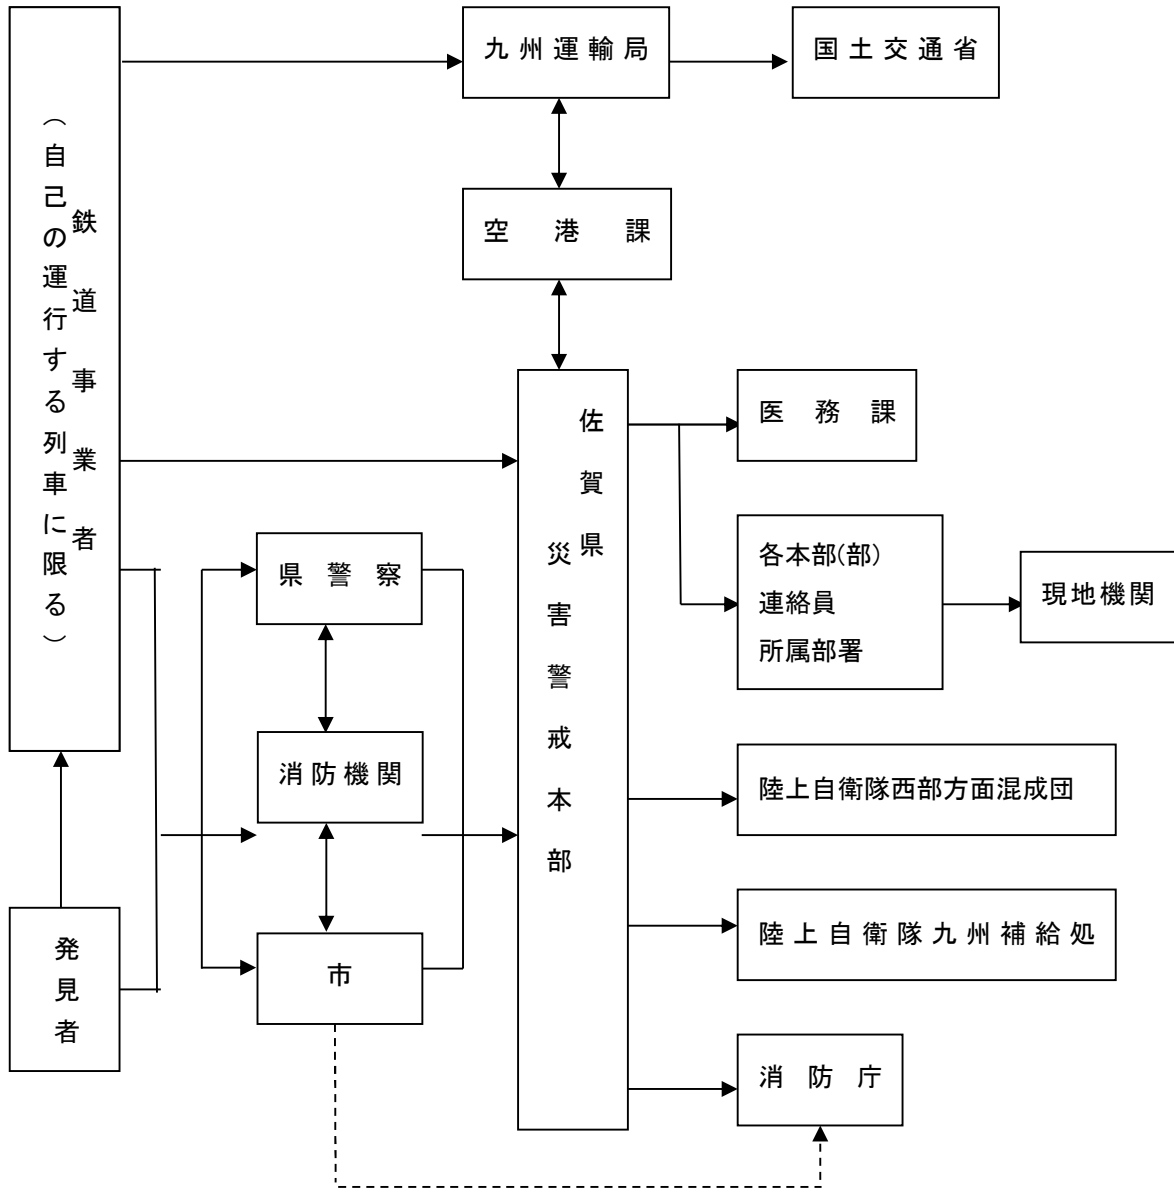 鉄道事業者
（自己の運行する列車に限る）
九州運輸局
国土交通省
空港課
佐賀県
災害警戒本部
医務課
各本部(部)
連絡員
所属部署
現地機関
県警察
消防機関
市
陸上自衛隊西部方面混成団
陸上自衛隊九州補給処
消防庁
発見者